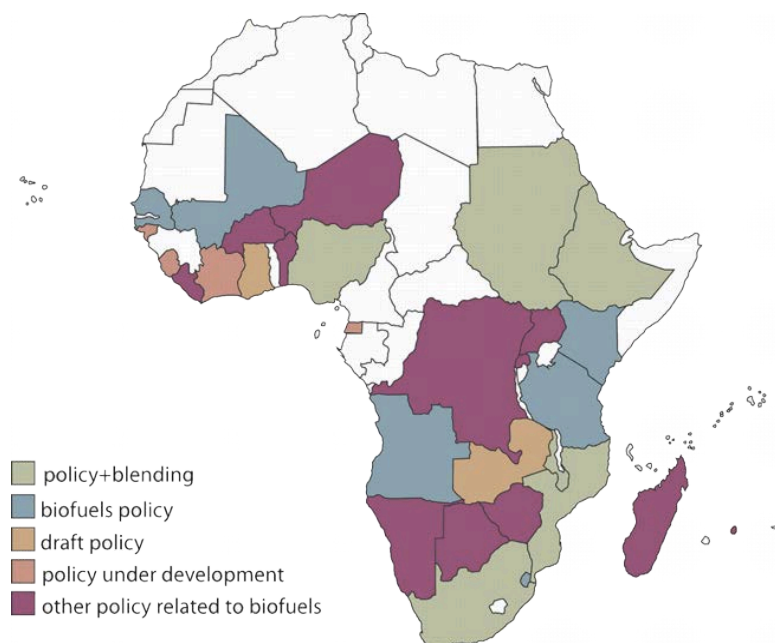 policy+blending
biofuels policy
draft policy
policy under development
other policy related to biofuels